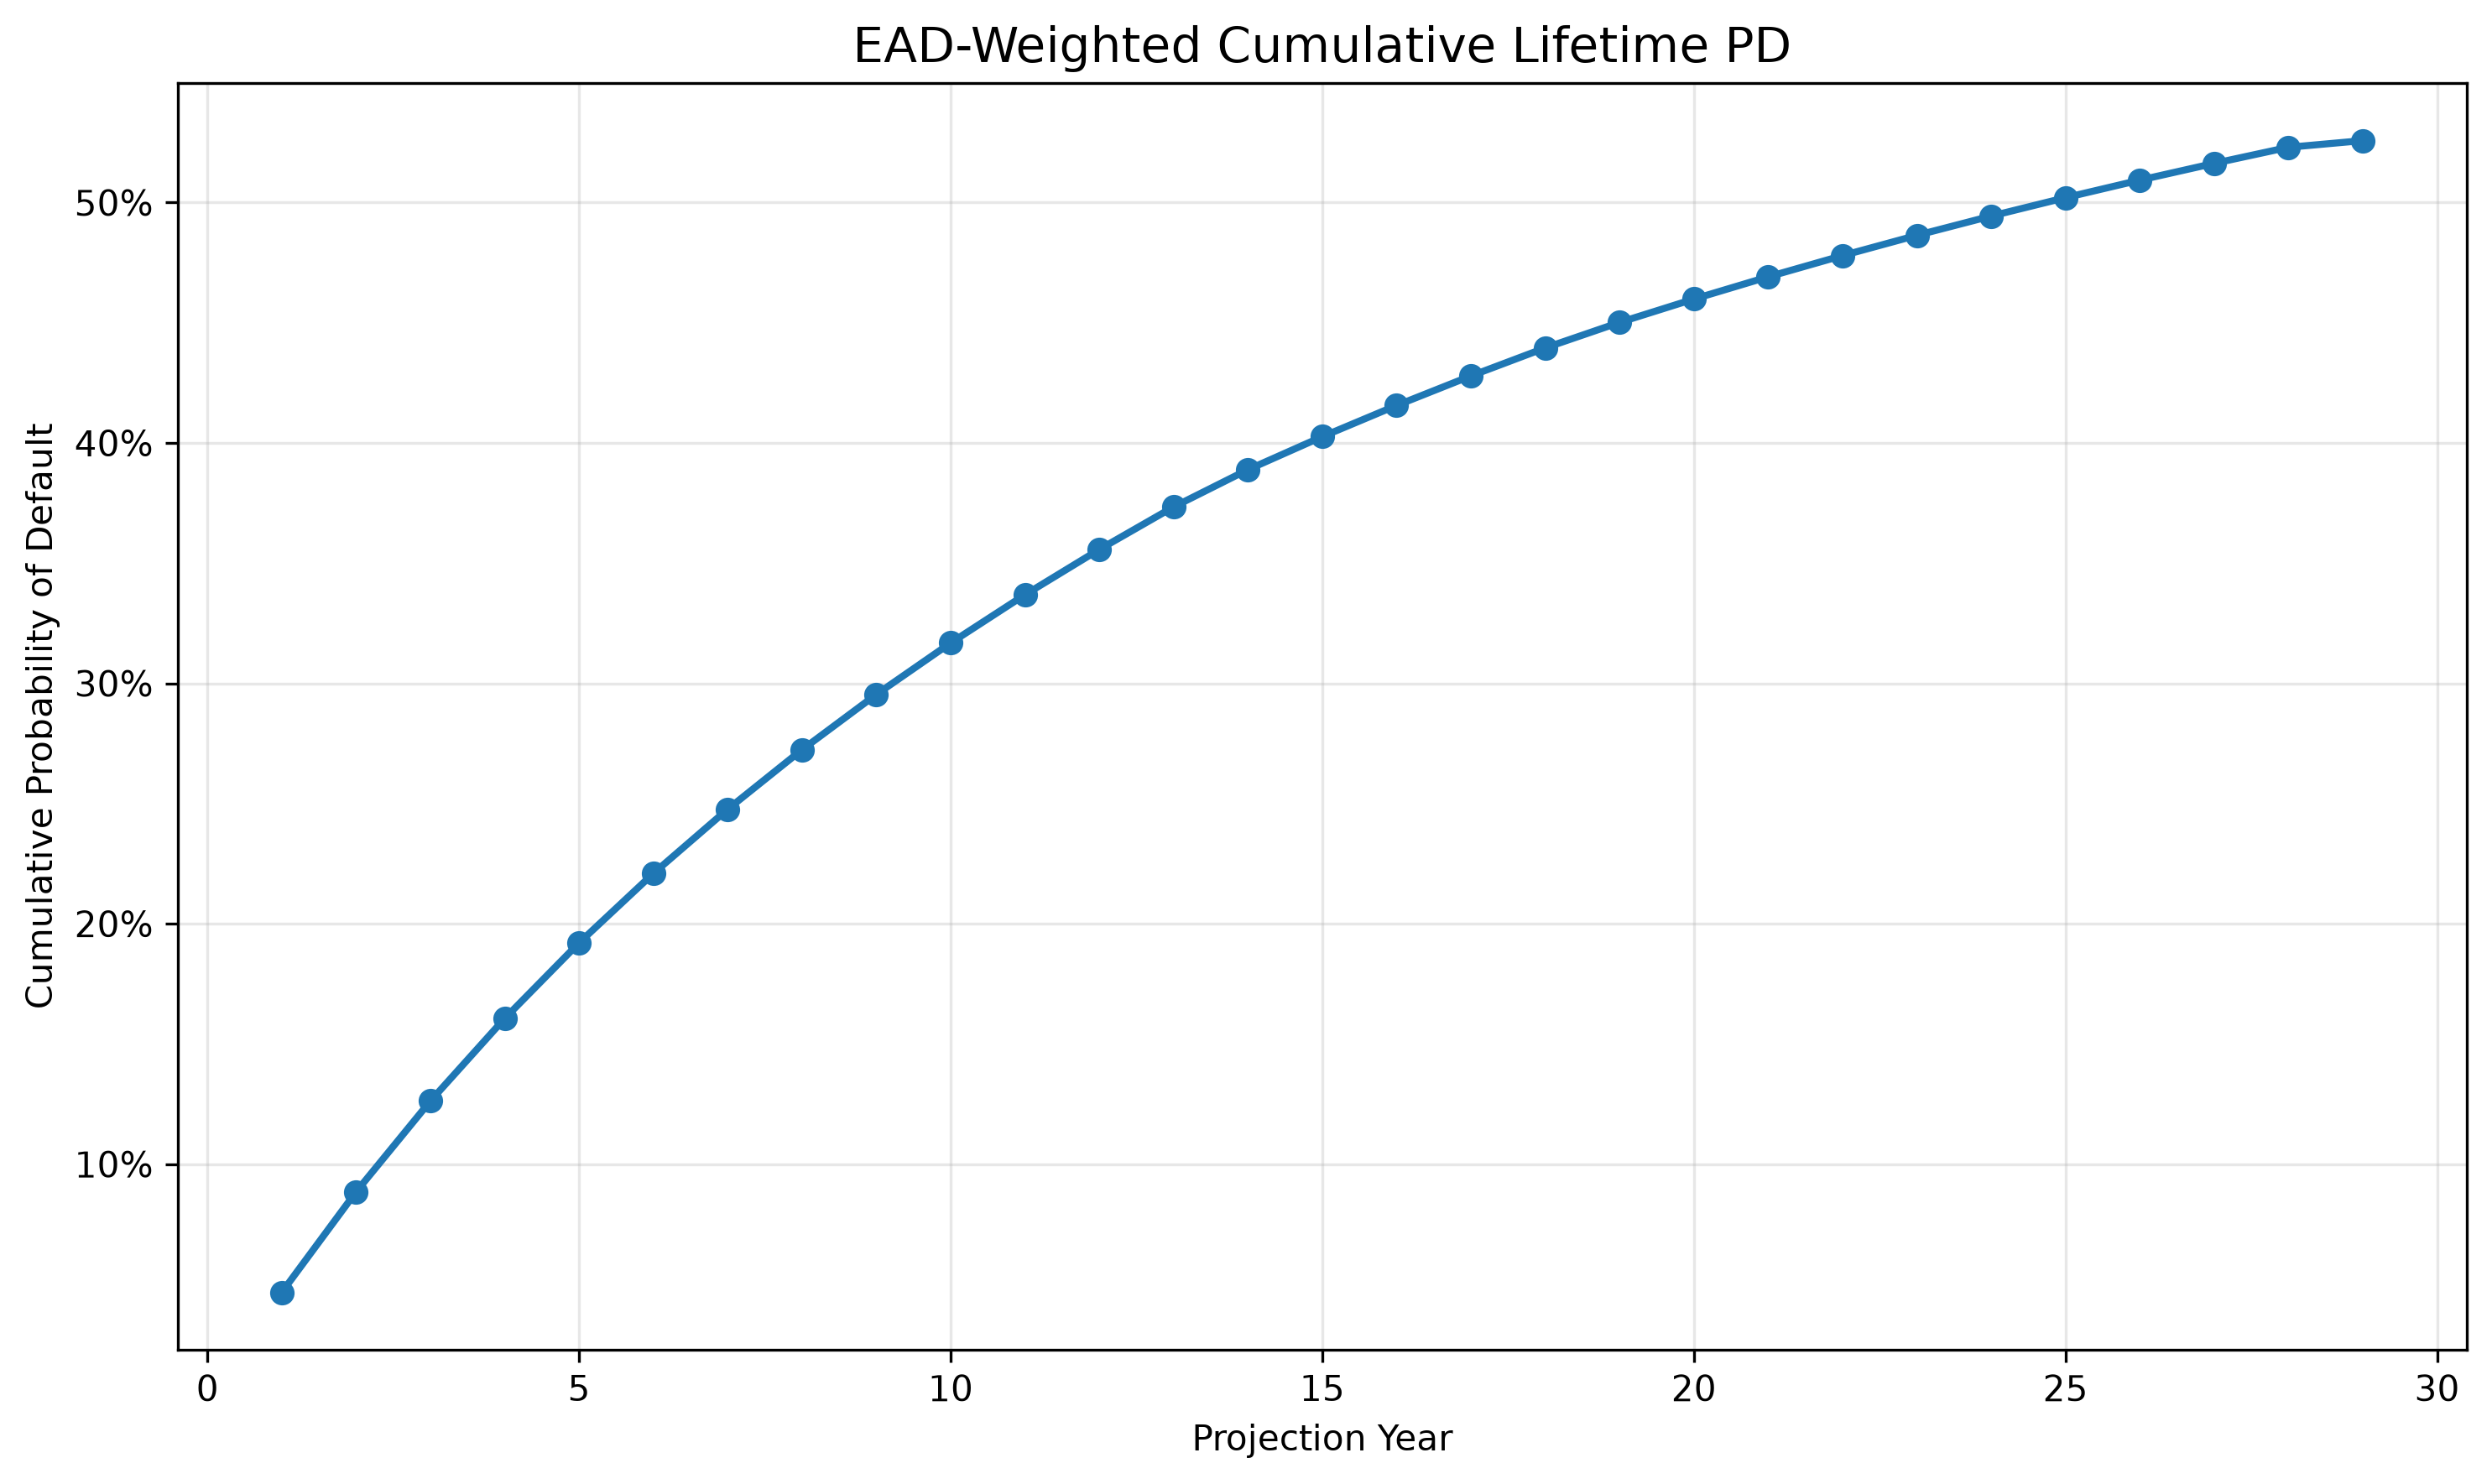 EAD-Weighted Cumulative Lifetime PD
Cumulative Probability of Default
50%
40%
30%
20%
10%
0 5 10 15 20 25 30
Projection Year